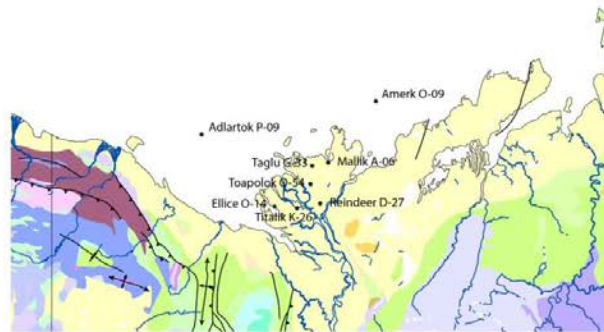 Amerk O-09
Adlartok P-09
Taglu G-33
Mallik A-06
Toapolok O-54
Ellice O-14
Reindeer D-27
Titalik K-26